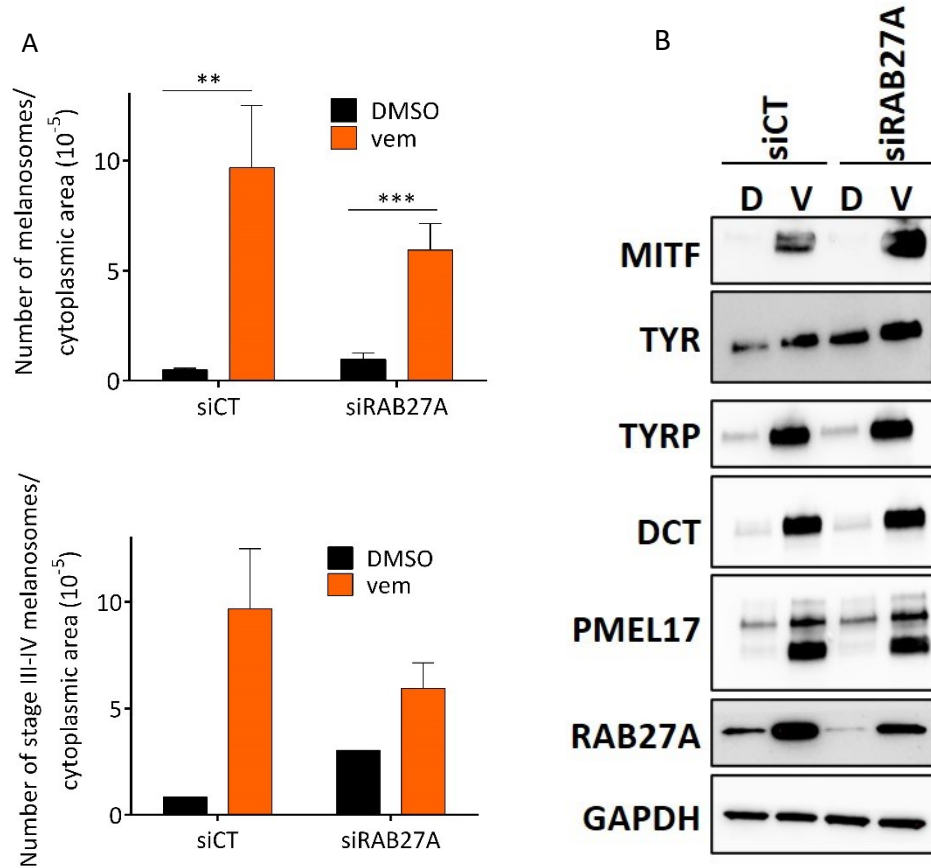 A
Number of melanosomes/
cytoplasmic area (10⁻⁵)
10
5
0
**
***
DMSO
vem
siCT
siRAB27A
Number of stage III-IV melanosomes/
cytoplasmic area (10⁻⁵)
10
5
0
DMSO
vem
siCT
siRAB27A
B
siCT
siRAB27A
D V D V
MITF
TYR
TYRP
DCT
PMEL17
RAB27A
GAPDH